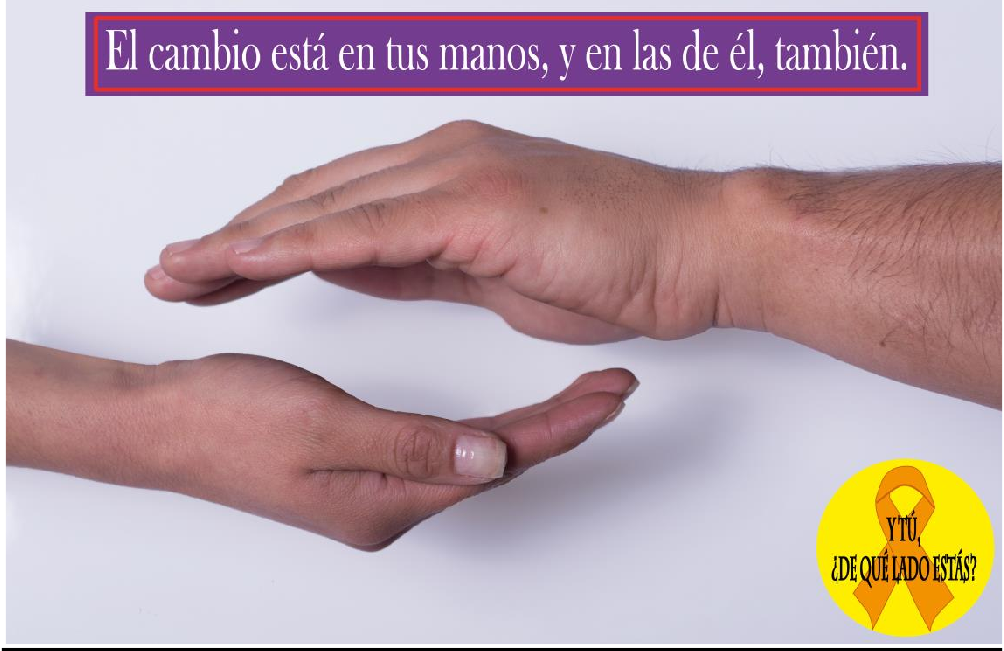 El cambio está en tus manos, y en las de él, también.
Y TÚ,
¿DE QUÉ LADO ESTÁS?